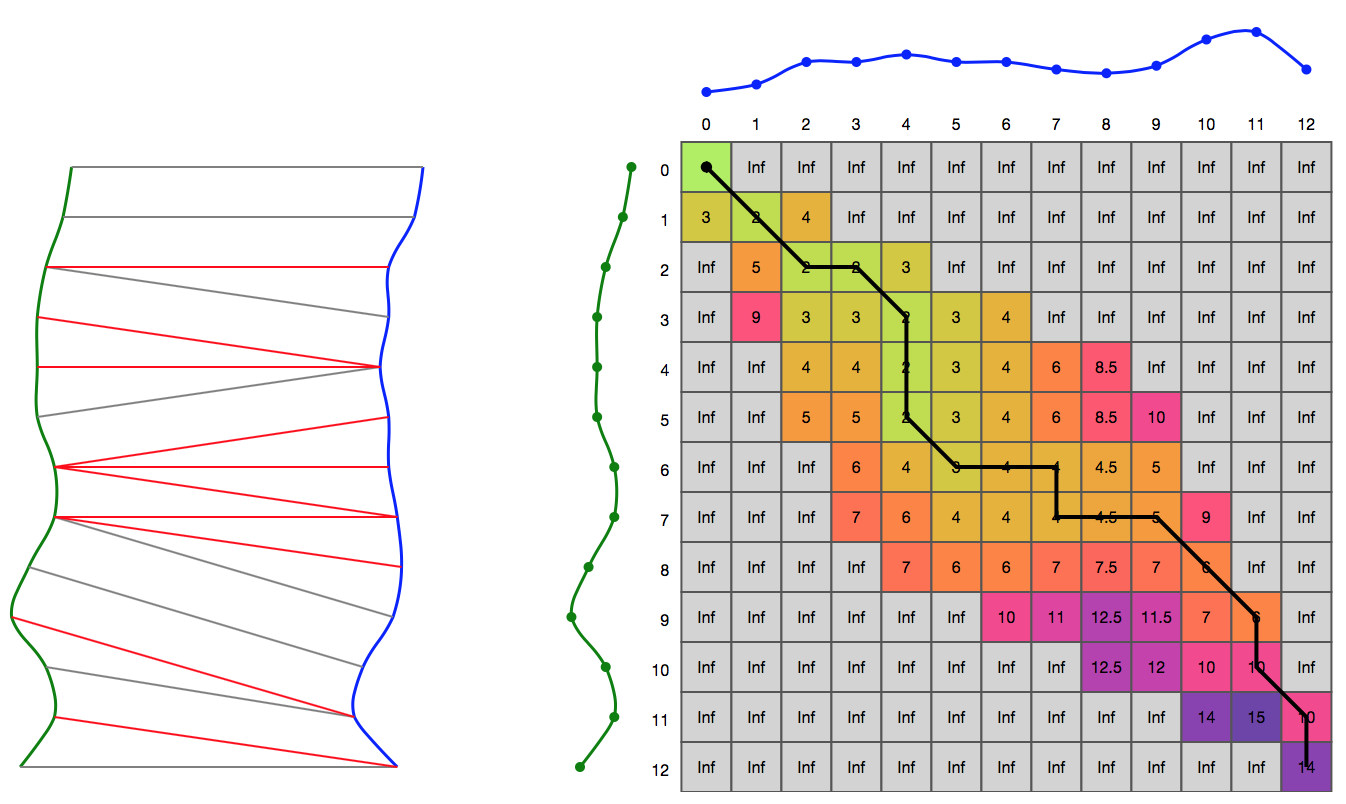 0 1 2 3 4 5 6 7 8 9 10 11 12
0 Inf Inf Inf Inf Inf Inf Inf Inf Inf Inf Inf Inf
1 3 2 4 Inf Inf Inf Inf Inf Inf Inf Inf Inf Inf
2 Inf 5 2 2 3 Inf Inf Inf Inf Inf Inf Inf Inf
3 Inf 9 3 3 2 3 4 Inf Inf Inf Inf Inf Inf
4 Inf Inf 4 4 2 3 4 6 8.5 Inf Inf Inf Inf
5 Inf Inf 5 5 2 3 4 6 8.5 10 Inf Inf Inf
6 Inf Inf Inf 6 4 3 4 4 4.5 5 Inf Inf Inf
7 Inf Inf Inf 7 6 4 4 4 4.5 5 9 Inf Inf
8 Inf Inf Inf Inf 7 6 6 7 7.5 7 6 Inf Inf
9 Inf Inf Inf Inf Inf Inf 10 11 12.5 11.5 7 6 Inf
10 Inf Inf Inf Inf Inf Inf Inf Inf 12.5 12 10 10 Inf
11 Inf Inf Inf Inf Inf Inf Inf Inf Inf Inf 14 15 10
12 Inf Inf Inf Inf Inf Inf Inf Inf Inf Inf Inf Inf 14